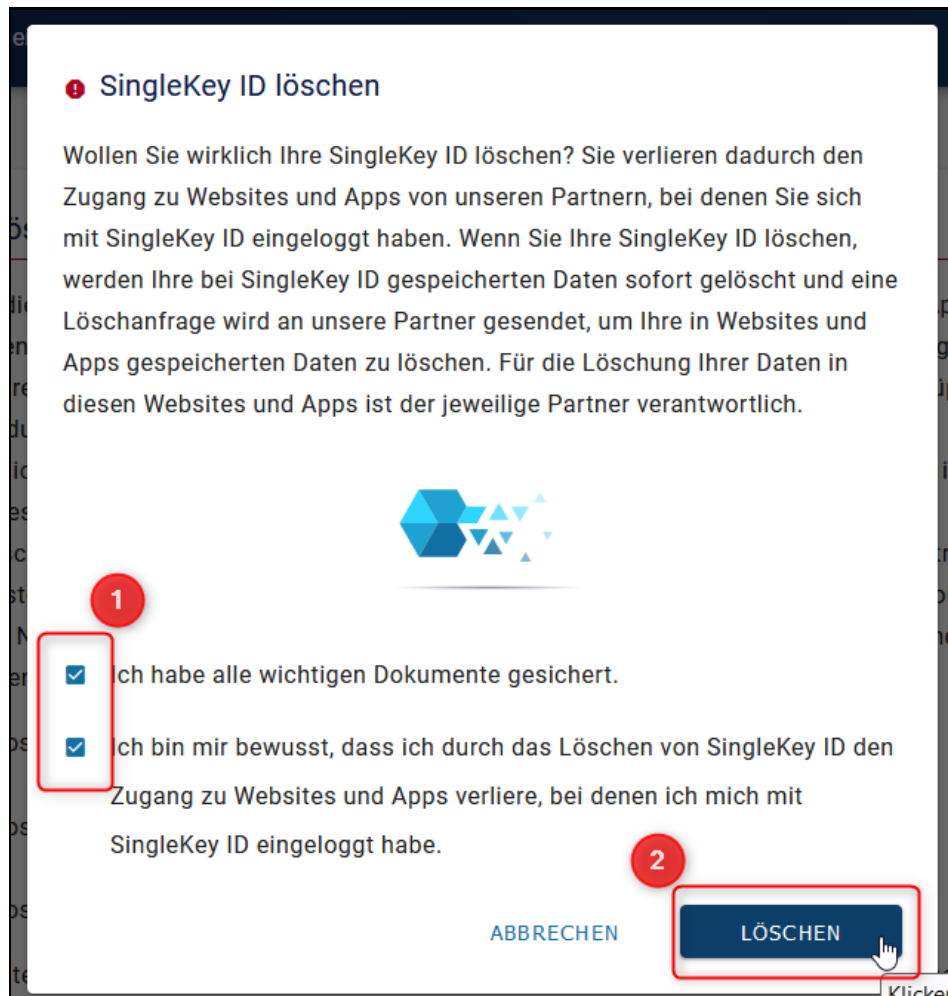 SingleKey ID löschen
Wollen Sie wirklich Ihre SingleKey ID löschen? Sie verlieren dadurch den
Zugang zu Websites und Apps von unseren Partnern, bei denen Sie sich
mit SingleKey ID eingeloggt haben. Wenn Sie Ihre SingleKey ID löschen,
werden Ihre bei SingleKey ID gespeicherten Daten sofort gelöscht und eine
Löschanfrage wird an unsere Partner gesendet, um Ihre in Websites und
Apps gespeicherten Daten zu löschen. Für die Löschung Ihrer Daten in
diesen Websites und Apps ist der jeweilige Partner verantwortlich.
1
Ich habe alle wichtigen Dokumente gesichert.
Ich bin mir bewusst, dass ich durch das Löschen von SingleKey ID den
Zugang zu Websites und Apps verliere, bei denen ich mich mit
SingleKey ID eingeloggt habe.
2
ABBRECHEN
LÖSCHEN